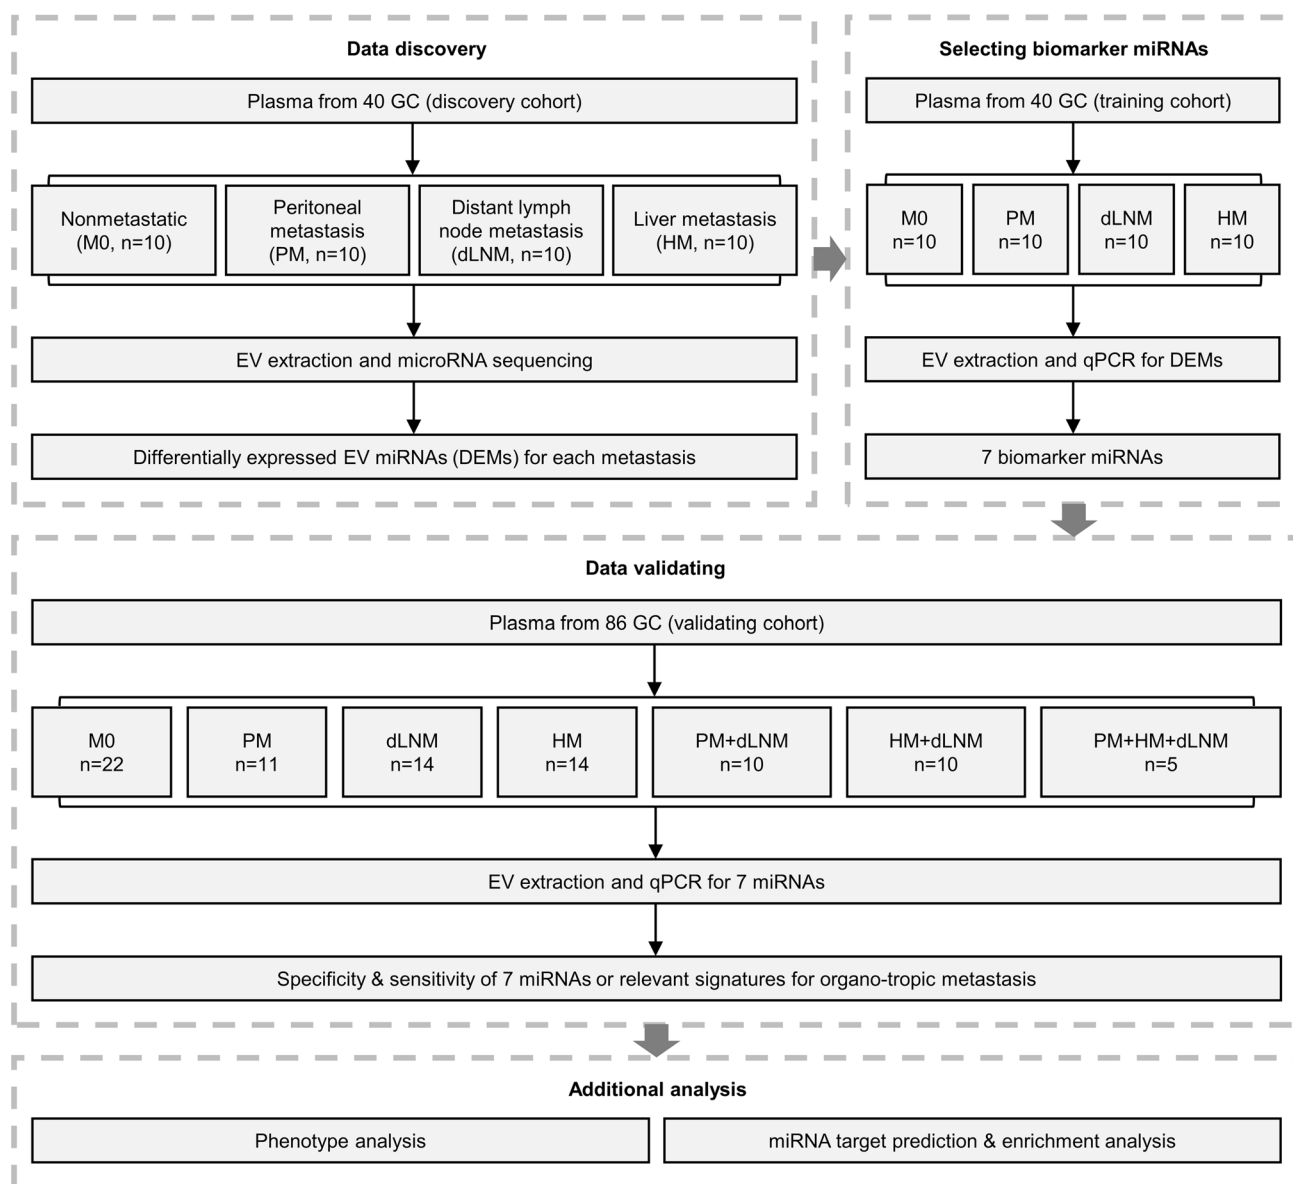 Data discovery
Plasma from 40 GC (discovery cohort)
Nonmetastatic
(M0, n=10)
Peritoneal
metastasis
(PM, n=10)
Distant lymph
node metastasis
(dLNM, n=10)
Liver metastasis
(HM, n=10)
EV extraction and microRNA sequencing
Differentially expressed EV miRNAs (DEMs) for each metastasis
Selecting biomarker miRNAs
Plasma from 40 GC (training cohort)
M0
n=10
PM
n=10
dLNM
n=10
HM
n=10
EV extraction and qPCR for DEMs
7 biomarker miRNAs
Data validating
Plasma from 86 GC (validating cohort)
M0
n=22
PM
n=11
dLNM
n=14
HM
n=14
PM+dLNM
n=10
HM+dLNM
n=10
PM+HM+dLNM
n=5
EV extraction and qPCR for 7 miRNAs
Specificity & sensitivity of 7 miRNAs or relevant signatures for organo-tropic metastasis
Additional analysis
Phenotype analysis
miRNA target prediction & enrichment analysis